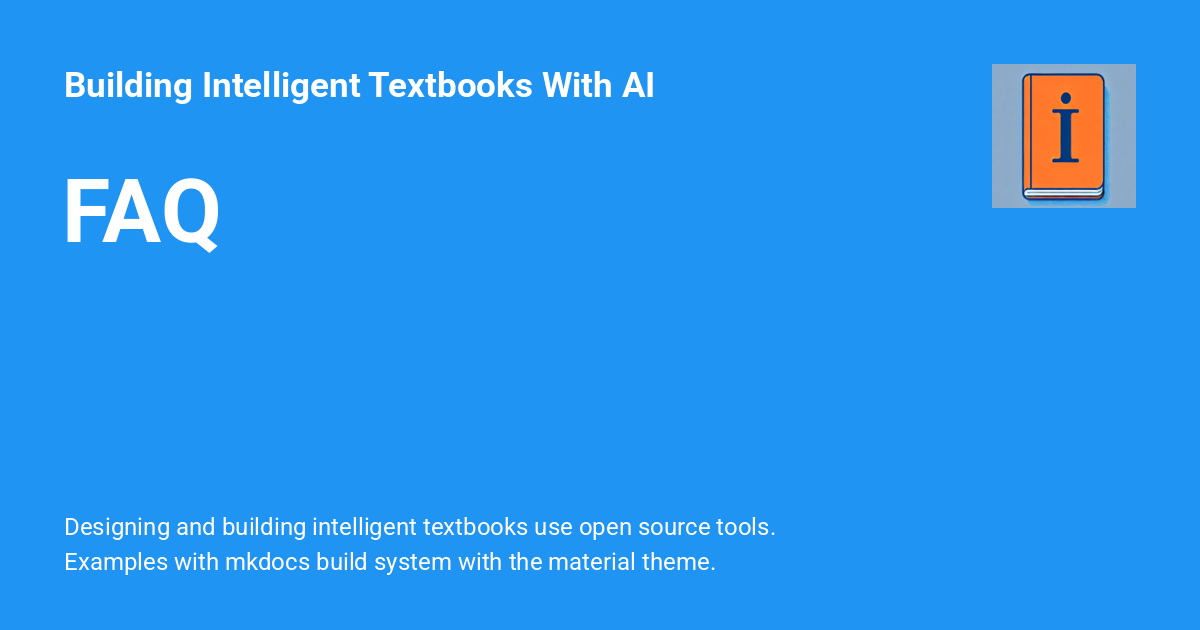 Building Intelligent Textbooks With AI
i
FAQ
Designing and building intelligent textbooks use open source tools.
Examples with mkdocs build system with the material theme.